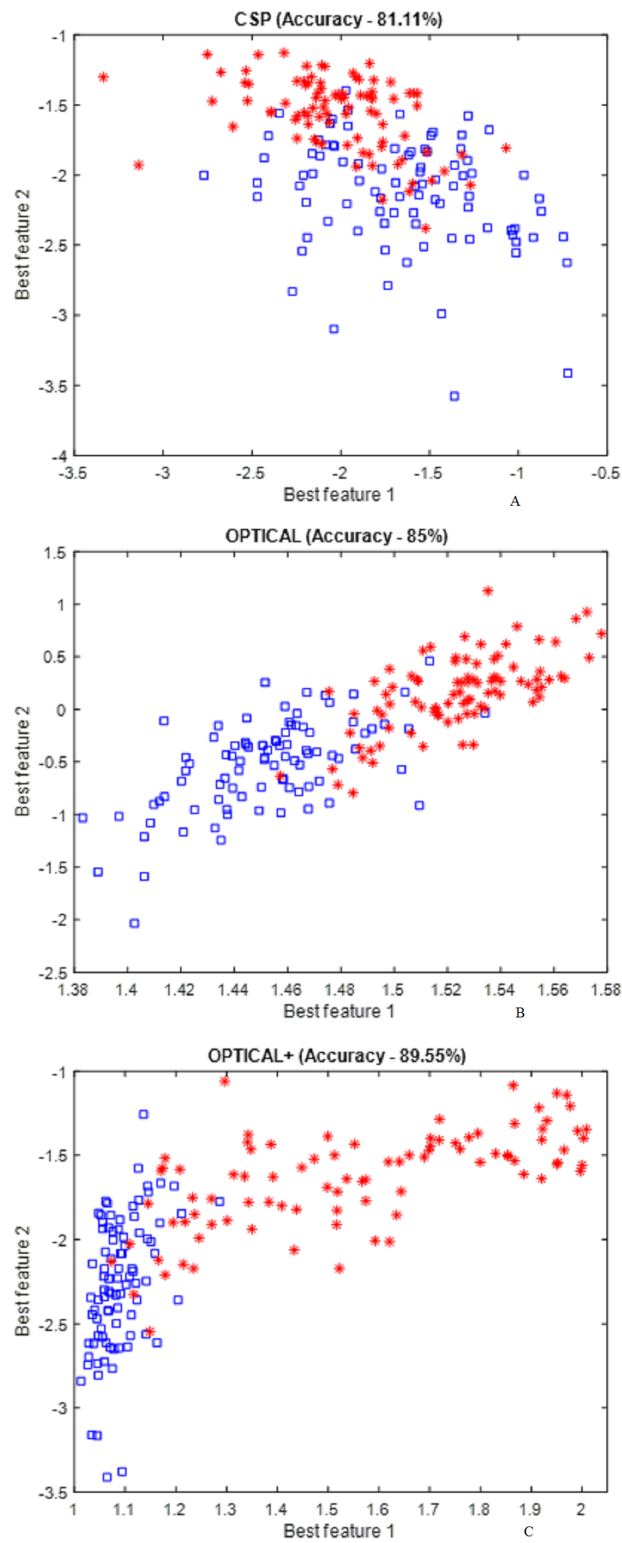 CSP (Accuracy - 81.11%)
-1
-1.5
-2
-2.5
-3
-3.5
-4
Best feature 2
-3.5 -3 -2.5 -2 -1.5 -1 -0.5
Best feature 1
A
OPTICAL (Accuracy - 85%)
1.5
1
0.5
0
-0.5
-1
-1.5
-2
-2.5
Best feature 2
1.38 1.4 1.42 1.44 1.46 1.48 1.5 1.52 1.54 1.56 1.58
Best feature 1
B
OPTICAL+ (Accuracy - 89.55%)
-1
-1.5
-2
-2.5
-3
-3.5
Best feature 2
1 1.1 1.2 1.3 1.4 1.5 1.6 1.7 1.8 1.9 2
Best feature 1
C